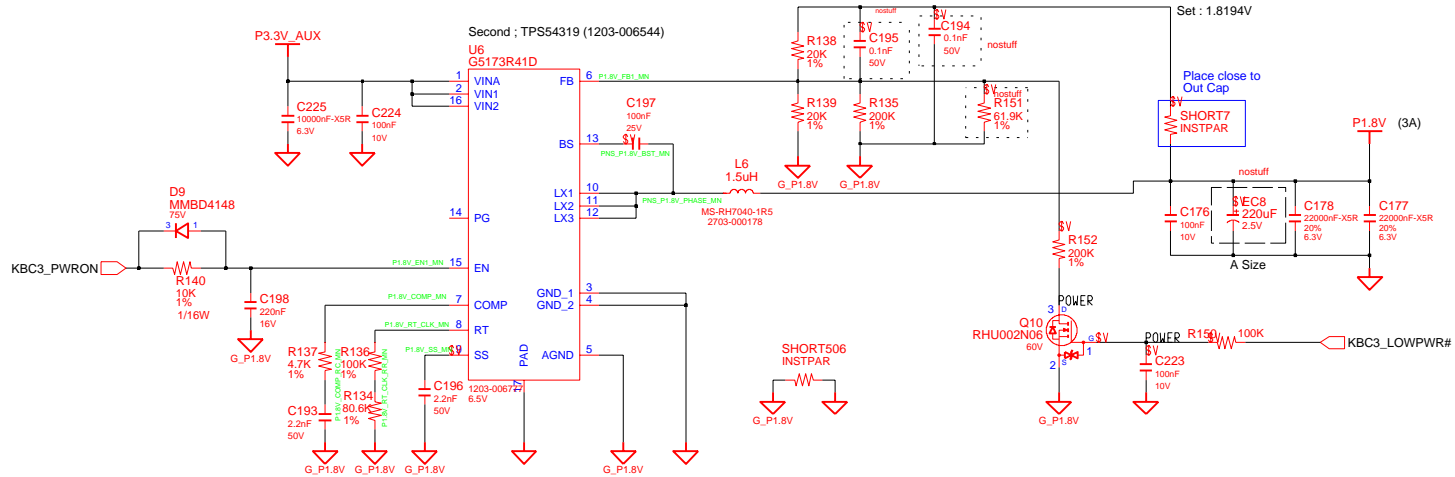 Second ; TPS54319 (1203-006544)
Set : 1.8194V
P3.3V_AUX
U6
G5173R41D
1
VINA
2
VIN1
16
VIN2
FB
6
P1.8V_FB1_MN
BS
13
PNS_P1.8V_BST_MN
LX1
10
LX2
11
LX3
12
PNS_P1.8V_PHASE_MN
14
PG
15
EN
P1.8V_EN1_MN
7
COMP
P1.8V_COMP_MN
8
RT
P1.8V_RT_CLK_MN
SS
P1.8V_SS_MN
GND_1
3
GND_2
4
AGND
5
PAD
17
6.5V
C225
10000nF-X5R
6.3V
C224
100nF
10V
D9
MMBD4148
75V
3
1
KBC3_PWRON
R140
10K
1%
1/16W
C198
220nF
16V
G_P1.8V
R137
4.7K
1%
P1.8V_COMP_RC_MN
C193
2.2nF
50V
G_P1.8V
R136
100K
1%
R134
80.6K
1%
G_P1.8V
C196
2.2nF
50V
G_P1.8V
G_P1.8V
C197
100nF
25V
$V
L6
1.5uH
MS-RH7040-1R5
2703-000178
R138
20K
1%
nostuff
$V
C195
0.1nF
50V
$V
C194
0.1nF
50V
nostuff
R139
20K
1%
G_P1.8V
R135
200K
1%
G_P1.8V
$V
nostuff
R151
61.9K
1%
Place close to
Out Cap
$V
SHORT7
INSTPAR
P1.8V
(3A)
nostuff
C176
100nF
10V
$V
EC8
220uF
2.5V
A Size
C178
22000nF-X5R
20%
6.3V
C177
22000nF-X5R
20%
6.3V
$V
R152
200K
1%
POWER
3
D
Q10
RHU002N06
60V
G
1
2
S
G_P1.8V
$V
POWER
R150
100K
$V
C223
100nF
10V
KBC3_LOWPWR#
SHORT506
INSTPAR
G_P1.8V